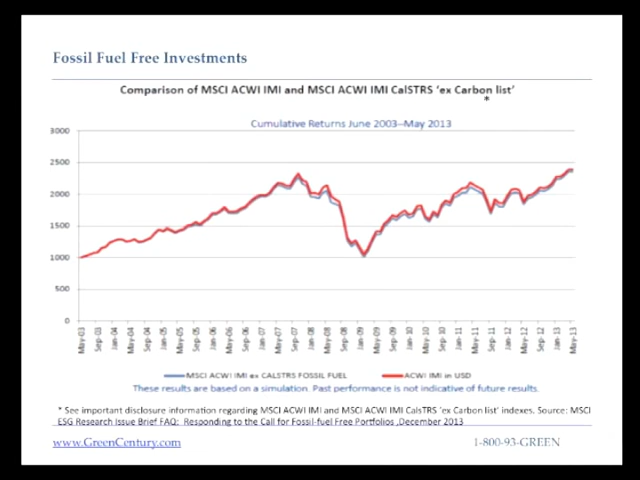 Fossil Fuel Free Investments
Comparison of MSCI ACWI IMI and MSCI ACWI IMI CalSTRS 'ex Carbon list'
*
Cumulative Returns June 2003–May 2013
3000
2500
2000
1500
1000
500
0
May-03 Sep-03 Jan-04 May-04 Sep-04 Jan-05 May-05 Sep-05 Jan-06 May-06 Sep-06 Jan-07 May-07 Sep-07 Jan-08 May-08 Sep-08 Jan-09 May-09 Sep-09 Jan-10 May-10 Sep-10 Jan-11 May-11 Sep-11 Jan-12 May-12 Sep-12 Jan-13 May-13
MSCI ACWI IMI ex CALSTRS FOSSIL FUEL ACWI IMI in USD
These results are based on a simulation. Past performance is not indicative of future results.
* See important disclosure information regarding MSCI ACWI IMI and MSCI ACWI IMI CalSTRS 'ex Carbon list' indexes. Source: MSCI
ESG Research Issue Brief FAQ: Responding to the Call for Fossil-fuel Free Portfolios ,December 2013
www.GreenCentury.com 1-800-93-GREEN